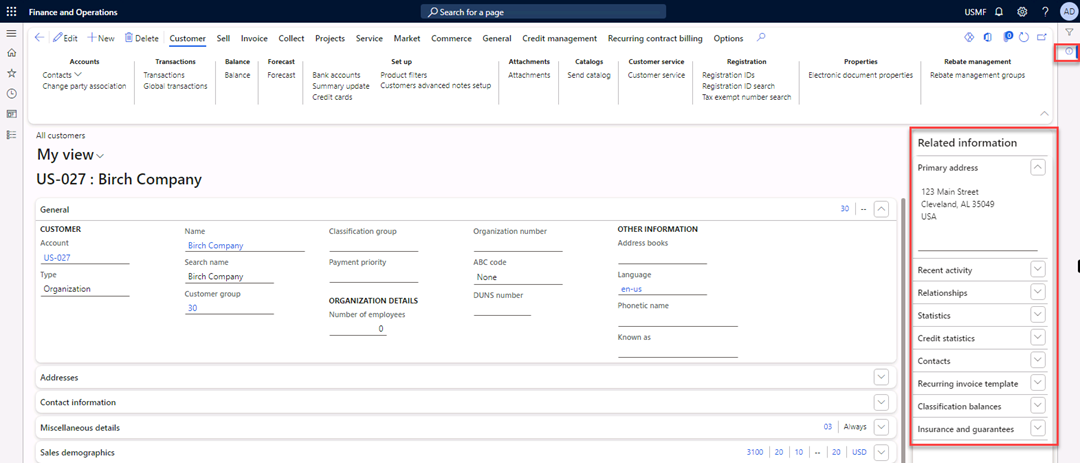 Finance and Operations
Search for a page
USMF
AD
Edit
New
Delete
Customer
Sell
Invoice
Collect
Projects
Service
Market
Commerce
General
Credit management
Recurring contract billing
Options
0
Accounts
Contacts
Change party association
Transactions
Transactions
Global transactions
Balance
Balance
Forecast
Forecast
Set up
Bank accounts
Summary update
Credit cards
Product filters
Customers advanced notes setup
Attachments
Attachments
Catalogs
Send catalog
Customer service
Customer service
Registration
Registration IDs
Registration ID search
Tax exempt number search
Properties
Electronic document properties
Rebate management
Rebate management groups
All customers
My view
US-027 : Birch Company
General
30
--
CUSTOMER
Account
US-027
Type
Organization
Name
Birch Company
Search name
Birch Company
Customer group
30
Classification group
Payment priority
ORGANIZATION DETAILS
Number of employees
0
Organization number
ABC code
None
DUNS number
OTHER INFORMATION
Address books
Language
en-us
Phonetic name
Known as
Addresses
Contact information
Miscellaneous details
03
Always
Sales demographics
3100
20
10
--
20
USD
Related information
Primary address
123 Main Street
Cleveland, AL 35049
USA
Recent activity
Relationships
Statistics
Credit statistics
Contacts
Recurring invoice template
Classification balances
Insurance and guarantees